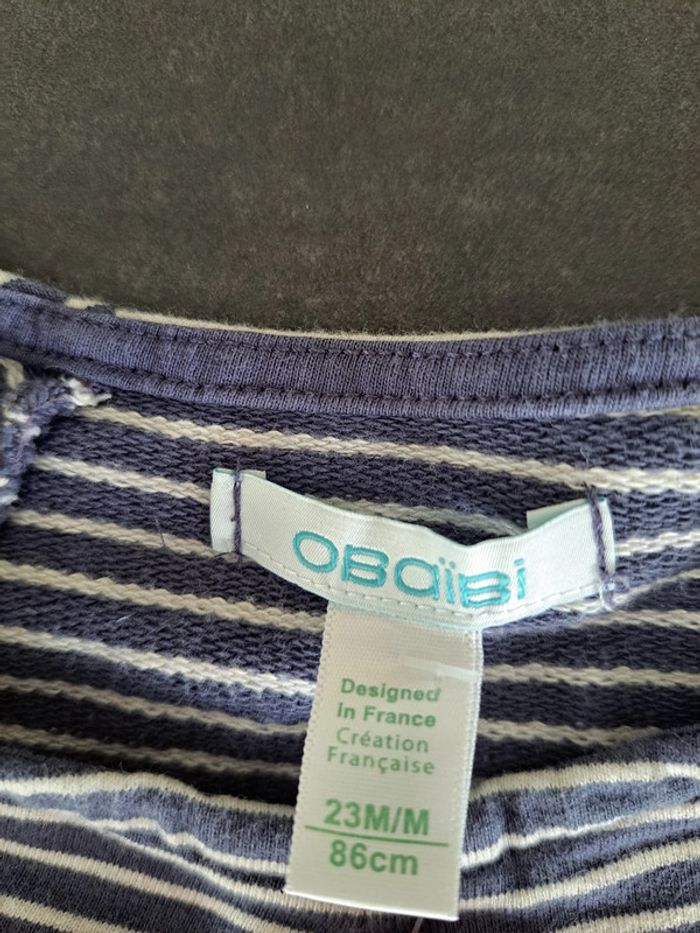 OBaïBi
Designed
in France
Création
Française
23M/M
86cm